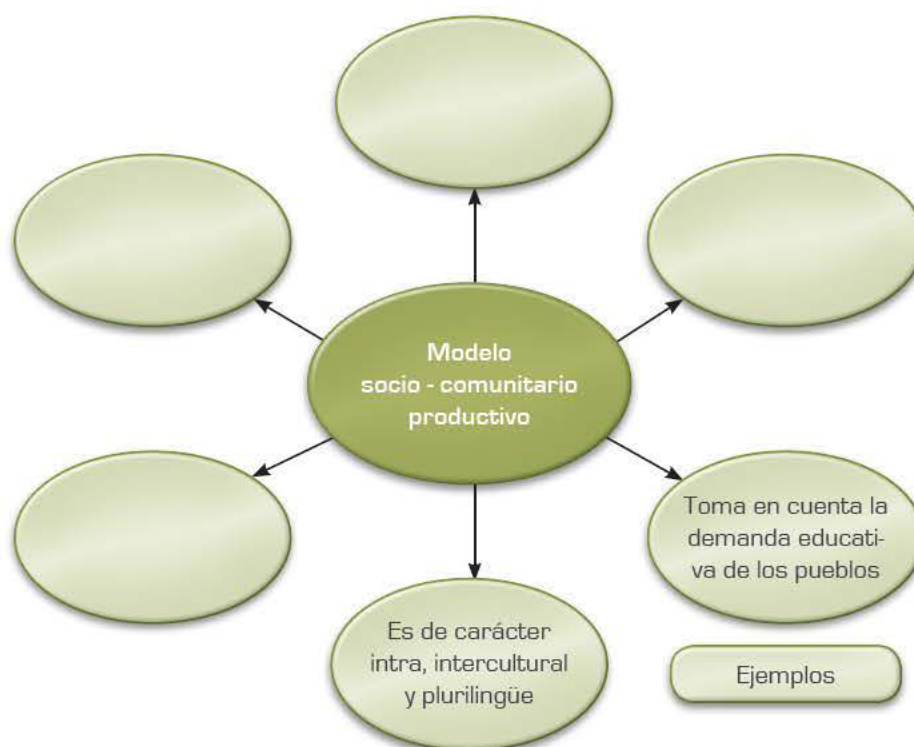 Modelo
socio - comunitario
productivo
Toma en cuenta la
demanda educati-
va de los pueblos
Es de carácter
intra, intercultural
y plurilingüe
Ejemplos